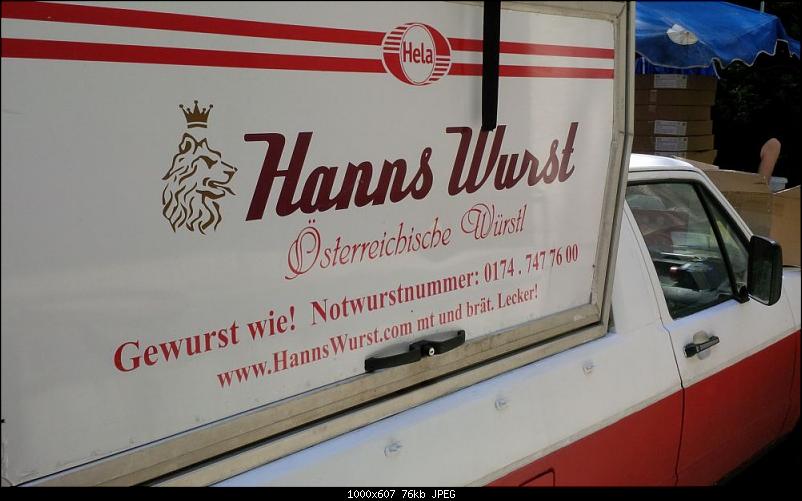 Hela
Hanns Wurst
Österreichische Würstl
Gewurst wie! Notwurstnummer: 0174 . 747 76 00
www.HannsWurst.com mt und brät. Lecker!
1000x607 76kb JPEG